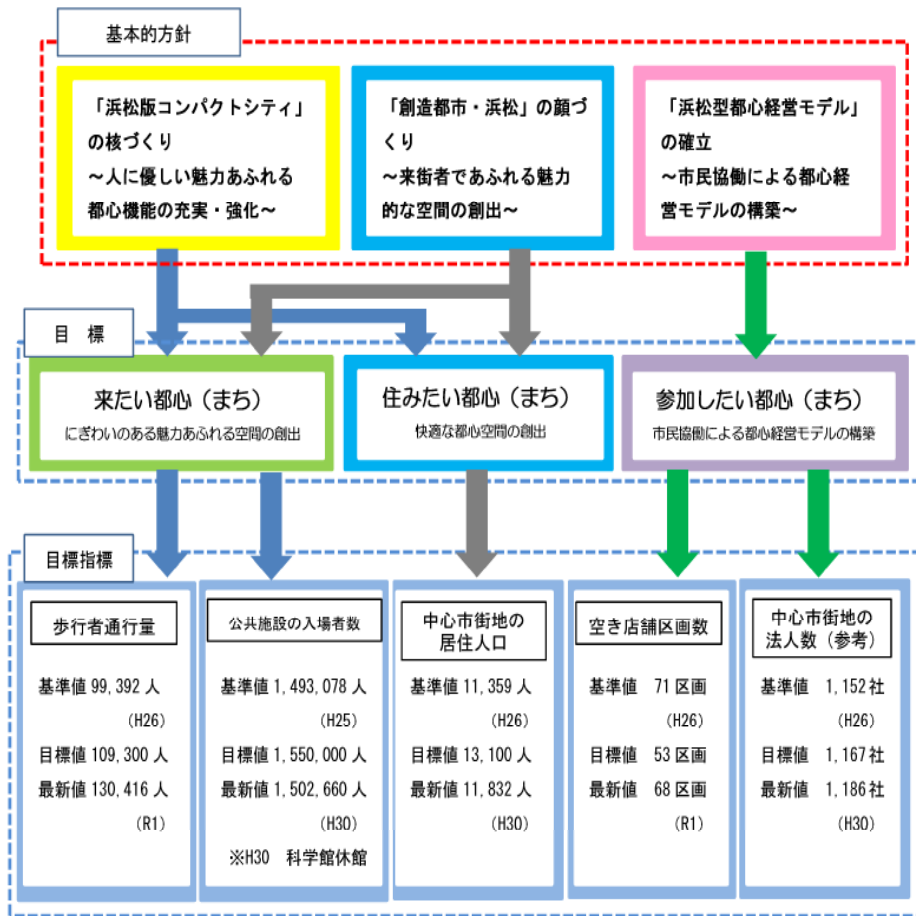 基本的方針
「浜松版コンパクトシティ」
の核づくり
～人に優しい魅力あふれる
都心機能の充実・強化～
「創造都市・浜松」の顔づ
くり
～来街者であふれる魅力
的な空間の創出～
「浜松型都心経営モデル」
の確立
～市民協働による都心経
営モデルの構築～
目　標
来たい都心（まち）
にぎわいのある魅力あふれる空間の創出
住みたい都心（まち）
快適な都心空間の創出
参加したい都心（まち）
市民協働による都心経営モデルの構築
目標指標
歩行者通行量
基準値 99,392 人
(H26)
目標値 109,300 人
最新値 130,416 人
(R1)
公共施設の入場者数
基準値 1,493,078 人
(H25)
目標値 1,550,000 人
最新値 1,502,660 人
(H30)
※H30　科学館休館
中心市街地の
居住人口
基準値 11,359 人
(H26)
目標値 13,100 人
最新値 11,832 人
(H30)
空き店舗区画数
基準値　71 区画
(H26)
目標値　53 区画
最新値　68 区画
(R1)
中心市街地の
法人数（参考）
基準値　1,152 社
(H26)
目標値　1,167 社
最新値　1,186 社
(H30)